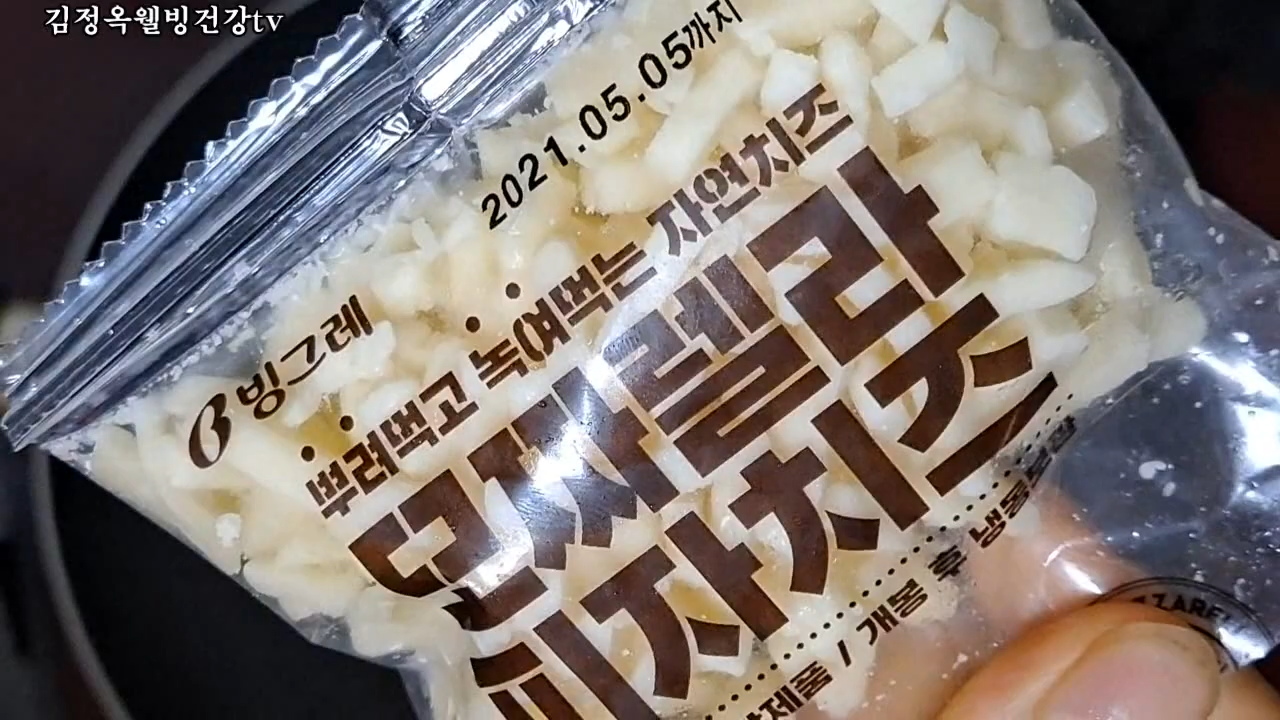 김정옥웰빙건강tv
2021.05.05까지
빙그레
뿌려먹고 녹여먹는 자연치즈
모짜렐라
피자치즈
제품 / 개봉 후 냉동보관